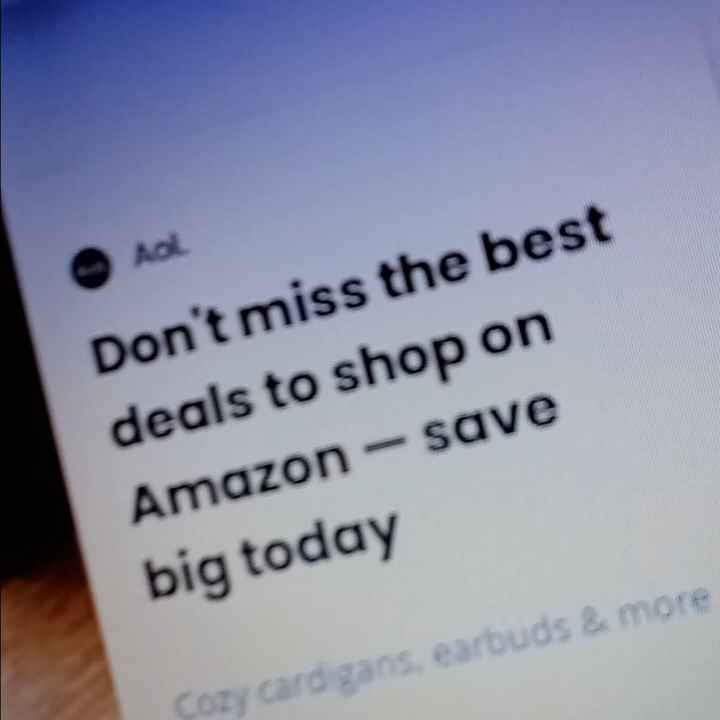 Aol.
Don't miss the best
deals to shop on
Amazon — save
big today
Cozy cardigans, earbuds & more